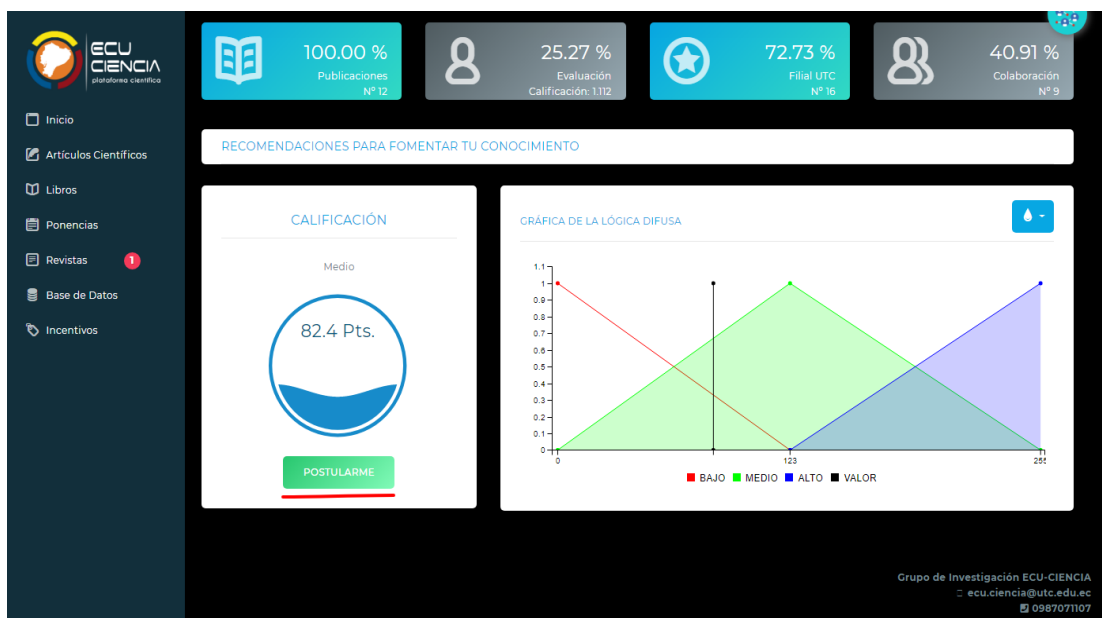 ECU
CIENCIA
plataforma científica
Inicio
Artículos Científicos
Libros
Ponencias
Revistas 1
Base de Datos
Incentivos
100.00 %
Publicaciones
N° 12
25.27 %
Evaluación
Calificación: 1.112
72.73 %
Filial UTC
N° 16
40.91 %
Colaboración
N° 9
RECOMENDACIONES PARA FOMENTAR TU CONOCIMIENTO
CALIFICACIÓN
Medio
82.4 Pts.
POSTULARME
GRÁFICA DE LA LÓGICA DIFUSA
1.1
1
0.9
0.8
0.7
0.6
0.5
0.4
0.3
0.2
0.1
0
0 123
BAJO MEDIO ALTO VALOR
Grupo de Investigación ECU-CIENCIA
ecu.ciencia@utc.edu.ec
0987071107